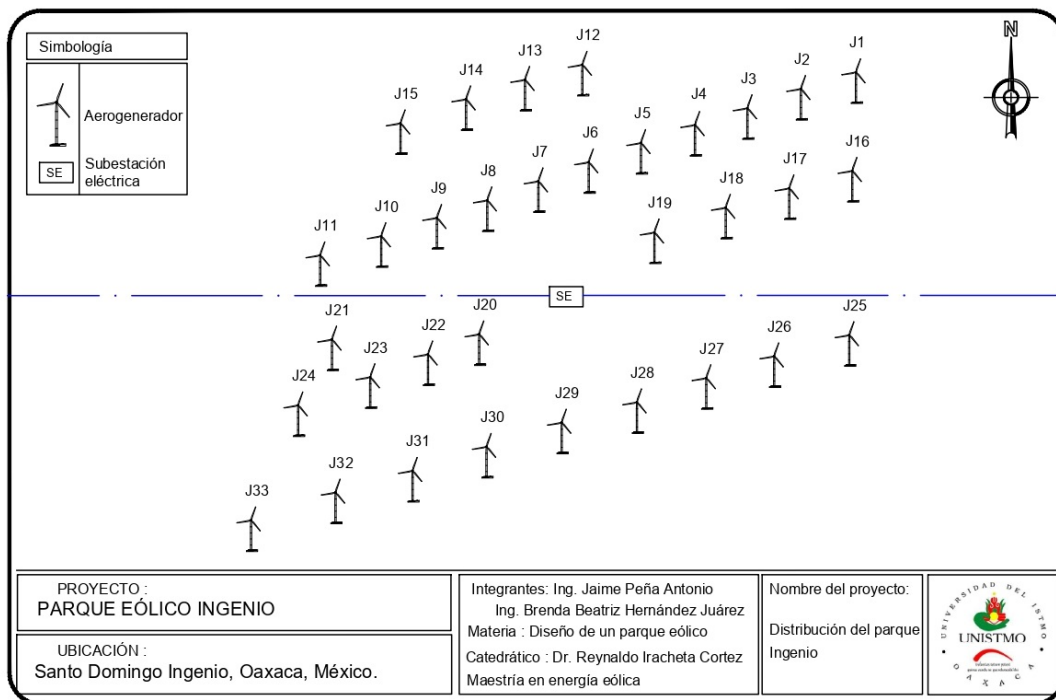 Simbología
Aerogenerador
SE
Subestación
eléctrica
N
J12
J13
J14
J15
J1
J2
J3
J4
J5
J6
J7
J8
J9
J10
J11
J16
J17
J18
J19
SE
J20
J21
J22
J23
J24
J25
J26
J27
J28
J29
J30
J31
J32
J33
PROYECTO :
PARQUE EÓLICO INGENIO
UBICACIÓN :
Santo Domingo Ingenio, Oaxaca, México.
Integrantes: Ing. Jaime Peña Antonio
Ing. Brenda Beatriz Hernández Juárez
Materia : Diseño de un parque eólico
Catedrático : Dr. Reynaldo Iracheta Cortez
Maestría en energía eólica
Nombre del proyecto:
Distribución del parque
Ingenio
UNIVERSIDAD DEL ISTMO
UNISTMO
OAXACA